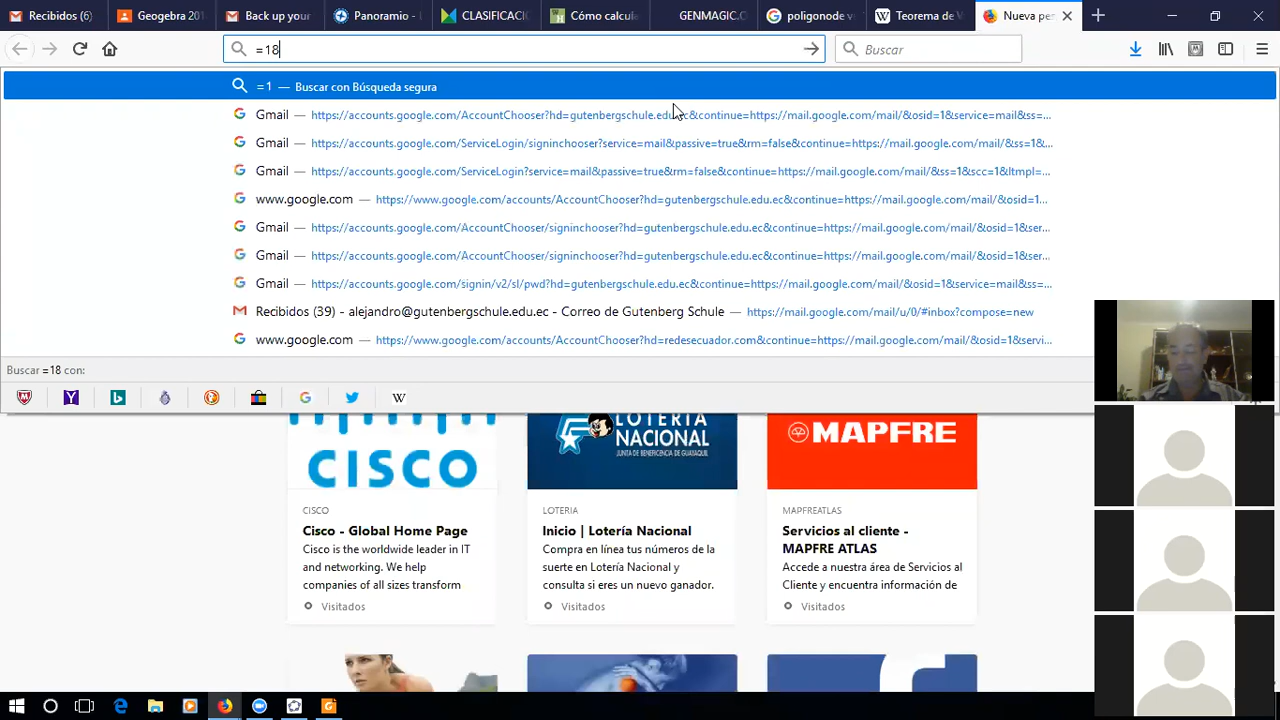 Recibidos (6)
Geogebra 201
Back up your
Panoramio -
CLASIFICACI
Cómo calcul
GENMAGIC.O
poligonode v
Teorema de V
Nueva pe
=18
Buscar
=1 — Buscar con Búsqueda segura
Gmail — https://accounts.google.com/AccountChooser?hd=gutenbergschule.edu.ec&continue=https://mail.google.com/mail/&osid=1&service=mail&ss=...
Gmail — https://accounts.google.com/ServiceLogin/signinchooser?service=mail&passive=true&rm=false&continue=https://mail.google.com/mail/&ss=1&...
Gmail — https://accounts.google.com/ServiceLogin?service=mail&passive=true&rm=false&continue=https://mail.google.com/mail/&ss=1&scc=1&ltmpl=...
www.google.com — https://www.google.com/accounts/AccountChooser?hd=gutenbergschule.edu.ec&continue=https://mail.google.com/mail/&osid=1...
Gmail — https://accounts.google.com/AccountChooser/signinchooser?hd=gutenbergschule.edu.ec&continue=https://mail.google.com/mail/&osid=1&ser...
Gmail — https://accounts.google.com/AccountChooser/signinchooser?hd=gutenbergschule.edu.ec&continue=https://mail.google.com/mail/&osid=1&ser...
Gmail — https://accounts.google.com/signin/v2/sl/pwd?hd=gutenbergschule.edu.ec&continue=https://mail.google.com/mail/&osid=1&service=mail&ss=...
Recibidos (39) - alejandro@gutenbergschule.edu.ec - Correo de Gutenberg Schule — https://mail.google.com/mail/u/0/#inbox?compose=new
www.google.com — https://www.google.com/accounts/AccountChooser?hd=redesecuador.com&continue=https://mail.google.com/mail/&osid=1&servi...
Buscar =18 con:
CISCO
LOTERÍA
NACIONAL
JUNTA DE BENEFICENCIA DE GUAYAQUIL
MAPFRE
CISCO
Cisco - Global Home Page
Cisco is the worldwide leader in IT
and networking. We help
companies of all sizes transform
Visitados
LOTERIA
Inicio | Lotería Nacional
Compra en línea tus números de la
suerte en Lotería Nacional y
consulta si eres un nuevo ganador.
Visitados
MAPFREATLAS
Servicios al cliente -
MAPFRE ATLAS
Accede a nuestra área de Servicios al
Cliente y encuentra información de
Visitados